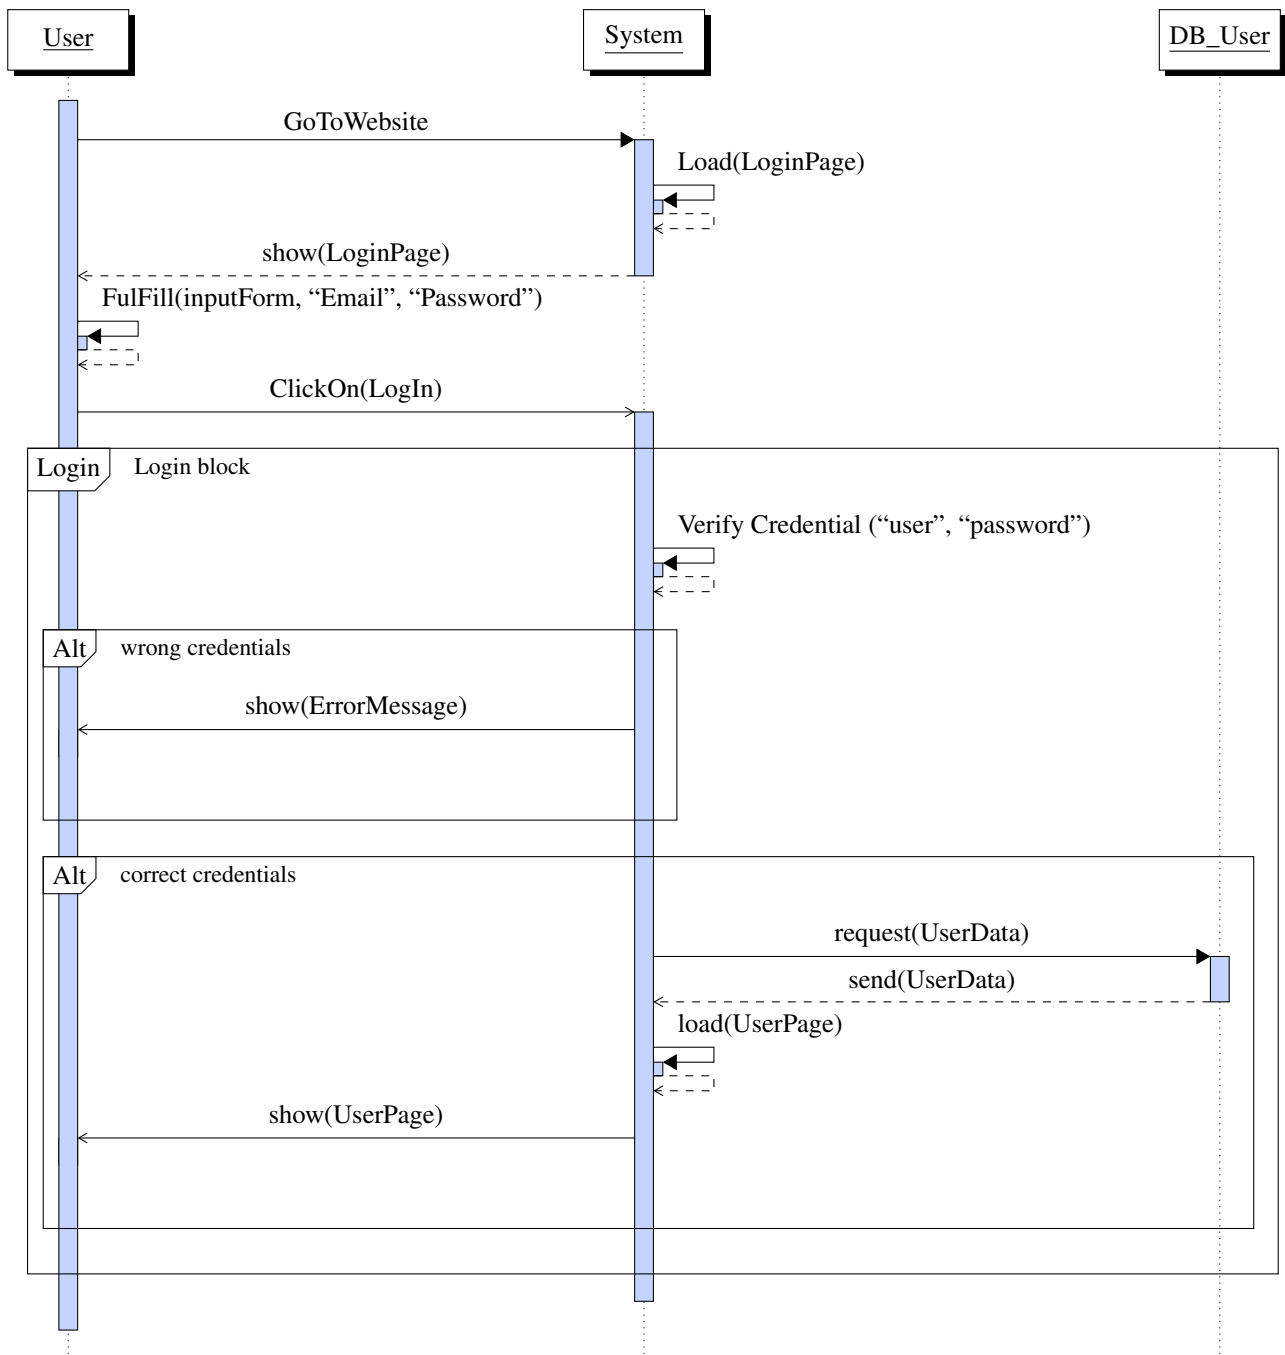 User
System
DB_User
GoToWebsite
Load(LoginPage)
show(LoginPage)
FulFill(inputForm, “Email”, “Password”)
ClickOn(LogIn)
Login
Login block
Verify Credential (“user”, “password”)
Alt
wrong credentials
show(ErrorMessage)
Alt
correct credentials
request(UserData)
send(UserData)
load(UserPage)
show(UserPage)